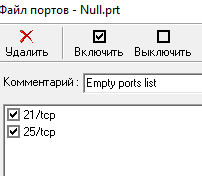 Файл портов - Null.prt
Удалить Включить Выключить
Комментарий: Empty ports list
21/tcp
25/tcp